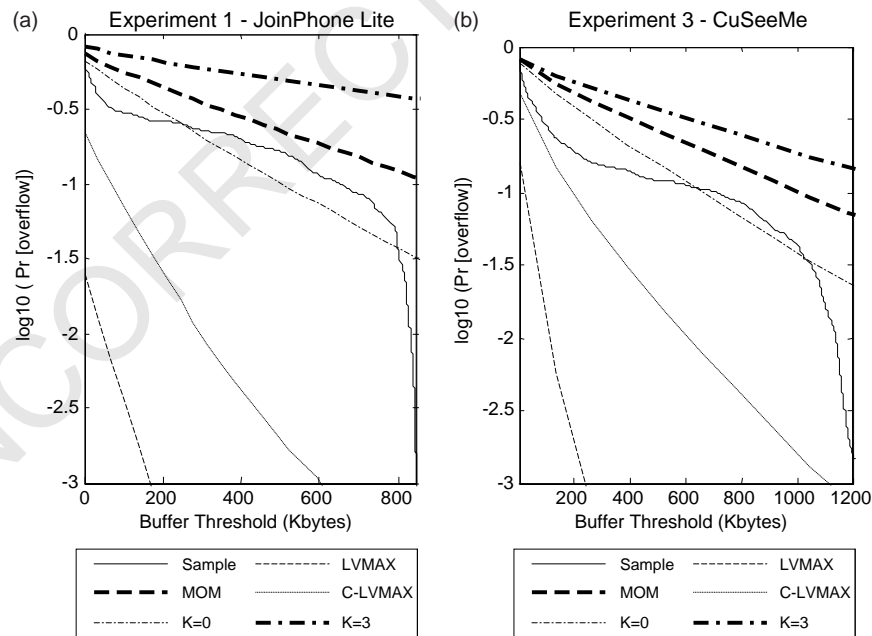 (a) Experiment 1 - JoinPhone Lite
0
-0.5
-1
-1.5
-2
-2.5
-3
log10 ( Pr [overflow])
0 200 400 600 800
Buffer Threshold (Kbytes)
Sample LVMAX
MOM C-LVMAX
K=0 K=3
(b) Experiment 3 - CuSeeMe
0
-0.5
-1
-1.5
-2
-2.5
-3
log10 (Pr [overflow])
200 400 600 800 1000 1200
Buffer Threshold (Kbytes)
Sample LVMAX
MOM C-LVMAX
K=0 K=3
NCORRECT